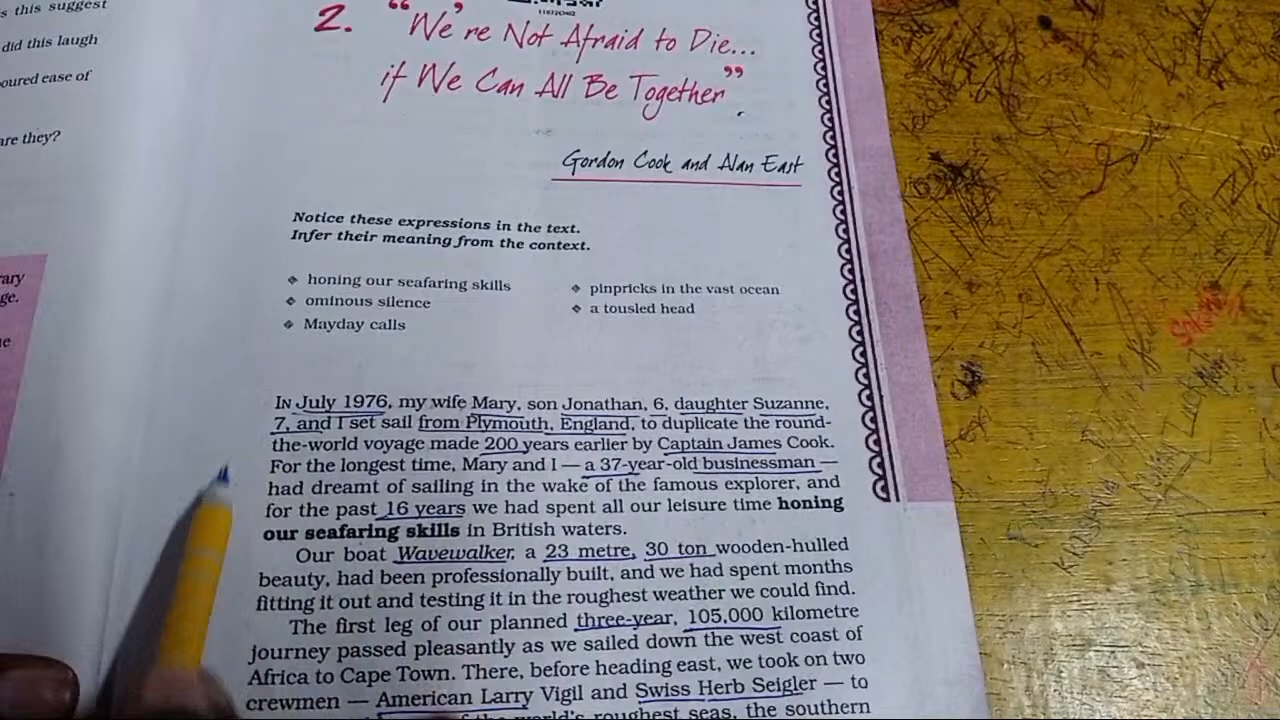 s this suggest
did this laugh
oured ease of
are they?
rary
ge.
2. "We're Not Afraid to Die...
if We Can All Be Together"
Gordon Cook and Alan East
Notice these expressions in the text.
Infer their meaning from the context.
honing our seafaring skills
ominous silence
Mayday calls
pinpricks in the vast ocean
a tousled head
IN July 1976, my wife Mary, son Jonathan, 6, daughter Suzanne,
7, and I set sail from Plymouth, England, to duplicate the round-
the-world voyage made 200 years earlier by Captain James Cook.
For the longest time, Mary and I — a 37-year-old businessman —
had dreamt of sailing in the wake of the famous explorer, and
for the past 16 years we had spent all our leisure time honing
our seafaring skills in British waters.
Our boat Wavewalker, a 23 metre, 30 ton wooden-hulled
beauty, had been professionally built, and we had spent months
fitting it out and testing it in the roughest weather we could find.
The first leg of our planned three-year, 105,000 kilometre
journey passed pleasantly as we sailed down the west coast of
Africa to Cape Town. There, before heading east, we took on two
crewmen — American Larry Vigil and Swiss Herb Seigler — to
of the world's roughest seas, the southern